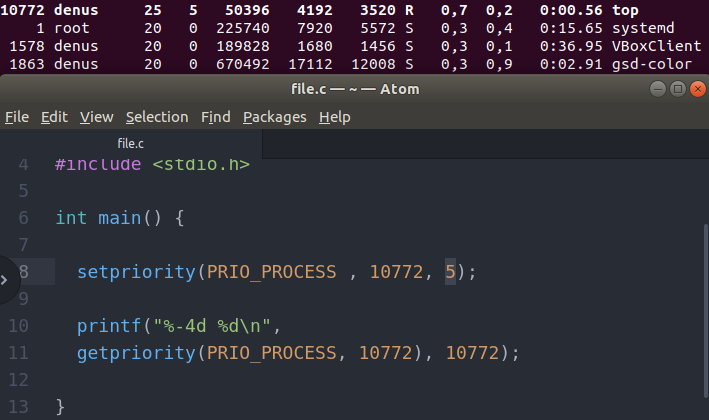 10772 denus 25 5 50396 4192 3520 R 0,7 0,2 0:00.56 top
1 root 20 0 225740 7920 5572 S 0,3 0,4 0:15.65 systemd
1578 denus 20 0 189828 1680 1456 S 0,3 0,1 0:36.95 VBoxClient
1863 denus 20 0 670492 17112 12008 S 0,3 0,9 0:02.91 gsd-color
file.c — ~ — Atom
File Edit View Selection Find Packages Help
file.c
4 #include <stdio.h>
5
6 int main() {
7
8 setpriority(PRIO_PROCESS , 10772, 5);
9
10 printf("%-4d %d\n",
11 getpriority(PRIO_PROCESS, 10772), 10772);
12
13 }